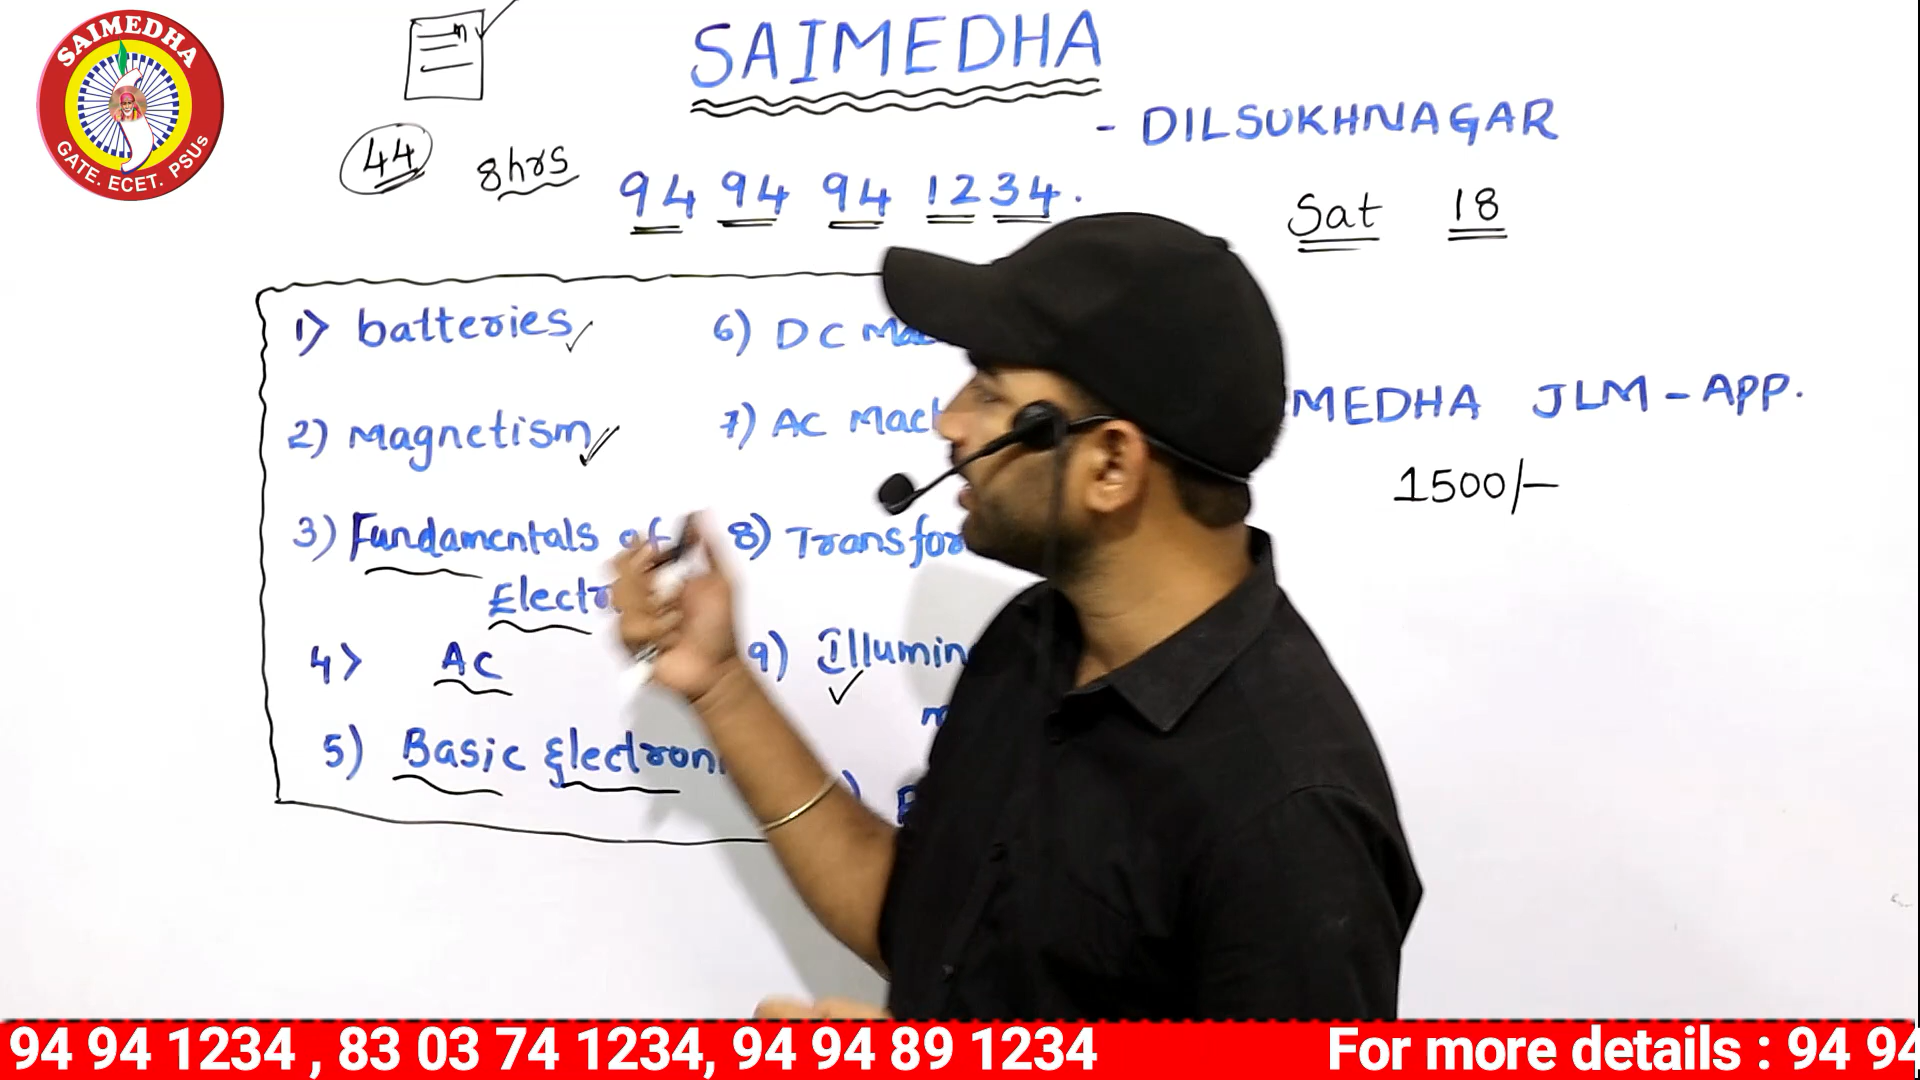 SAIMEDHA
GATE. ECET. PSUs
SAIMEDHA
- DILSUKHNAGAR
44
8hrs
94 94 94 1234.
Sat 18
1) batteries
2) Magnetism
3) Fundamentals of
4) AC
5) Basic
6) DC
7) AC
8)
9)
MEDHA JLM - APP.
1500/-
94 94 1234 , 83 03 74 1234, 94 94 89 1234
For more details : 94 94